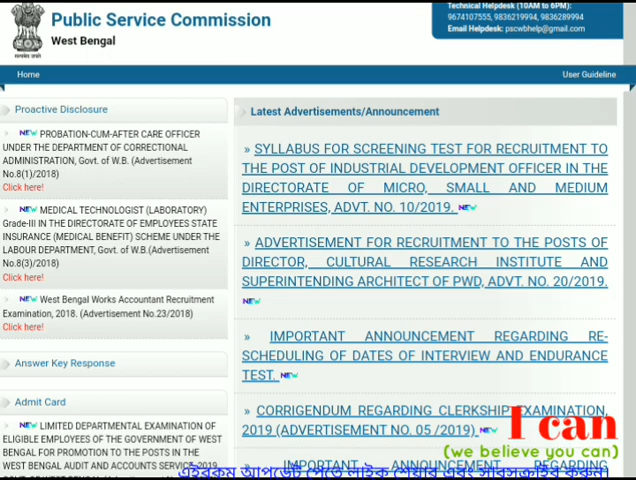 Public Service Commission
West Bengal
Technical Helpdesk (10AM to 6PM):
9674107555, 9836219994, 9836289994
Email Helpdesk: pscwbhelp@gmail.com
Home
User Guideline
Proactive Disclosure
NEW PROBATION-CUM-AFTER CARE OFFICER
UNDER THE DEPARTMENT OF CORRECTIONAL
ADMINISTRATION, Govt. of W.B. (Advertisement
No.8(1)/2018)
Click here!
NEW MEDICAL TECHNOLOGIST (LABORATORY)
Grade-III IN THE DIRECTORATE OF EMPLOYEES STATE
INSURANCE (MEDICAL BENEFIT) SCHEME UNDER THE
LABOUR DEPARTMENT, Govt. of W.B.(Advertisement
No.8(3)/2018)
Click here!
NEW West Bengal Works Accountant Recruitment
Examination, 2018. (Advertisement No.23/2018)
Click here!
Answer Key Response
Admit Card
NEW LIMITED DEPARTMENTAL EXAMINATION OF
ELIGIBLE EMPLOYEES OF THE GOVERNMENT OF WEST
BENGAL FOR PROMOTION TO THE POSTS IN THE
WEST BENGAL AUDIT AND ACCOUNTS SERVICE-2019
Latest Advertisements/Announcement
» SYLLABUS FOR SCREENING TEST FOR RECRUITMENT TO
THE POST OF INDUSTRIAL DEVELOPMENT OFFICER IN THE
DIRECTORATE OF MICRO, SMALL AND MEDIUM
ENTERPRISES, ADVT. NO. 10/2019. NEW
» ADVERTISEMENT FOR RECRUITMENT TO THE POSTS OF
DIRECTOR, CULTURAL RESEARCH INSTITUTE AND
SUPERINTENDING ARCHITECT OF PWD, ADVT. NO. 20/2019.
NEW
» IMPORTANT ANNOUNCEMENT REGARDING RE-
SCHEDULING OF DATES OF INTERVIEW AND ENDURANCE
TEST. NEW
» CORRIGENDUM REGARDING CLERKSHIP EXAMINATION,
2019 (ADVERTISEMENT NO. 05 /2019) NEW
» IMPORTANT ANNOUNCEMENT REGARDING
I can
(we believe you can)
এইরকম আপডেট পেতে লাইক শেয়ার এবং সাবসক্রাইব করুন।